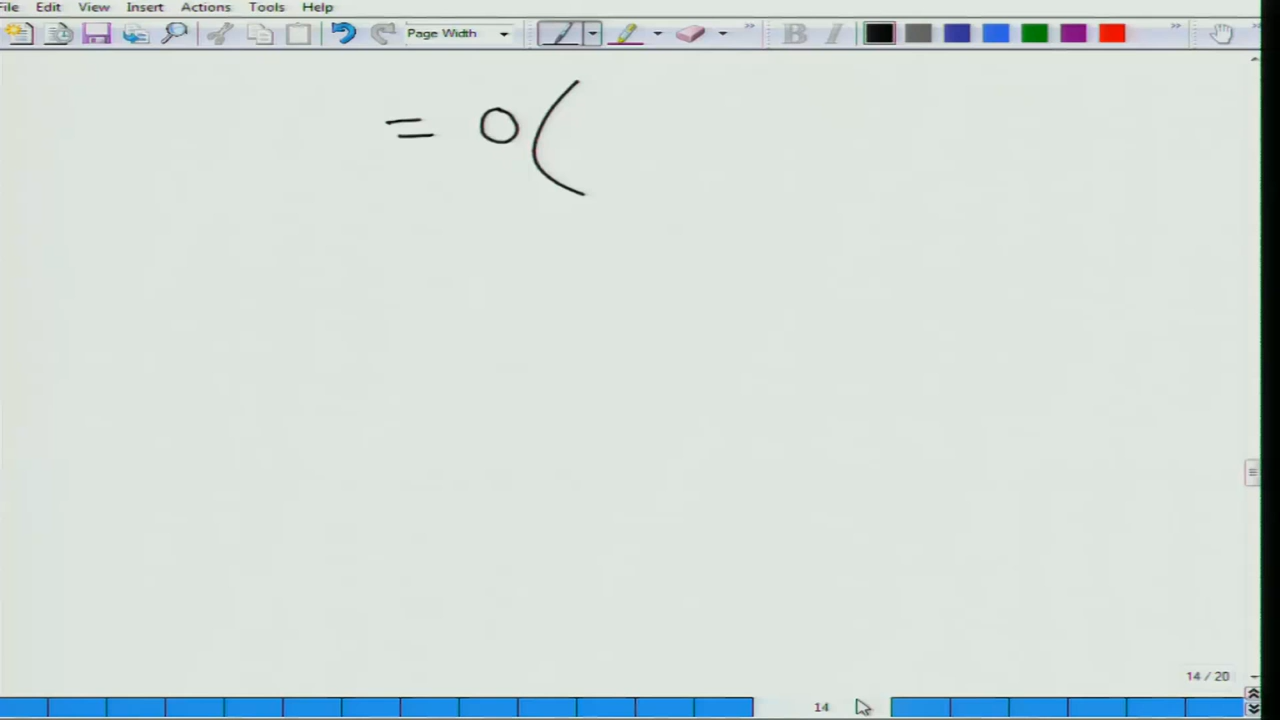 File Edit View Insert Actions Tools Help
Page Width B I
= O(
14 / 20
14